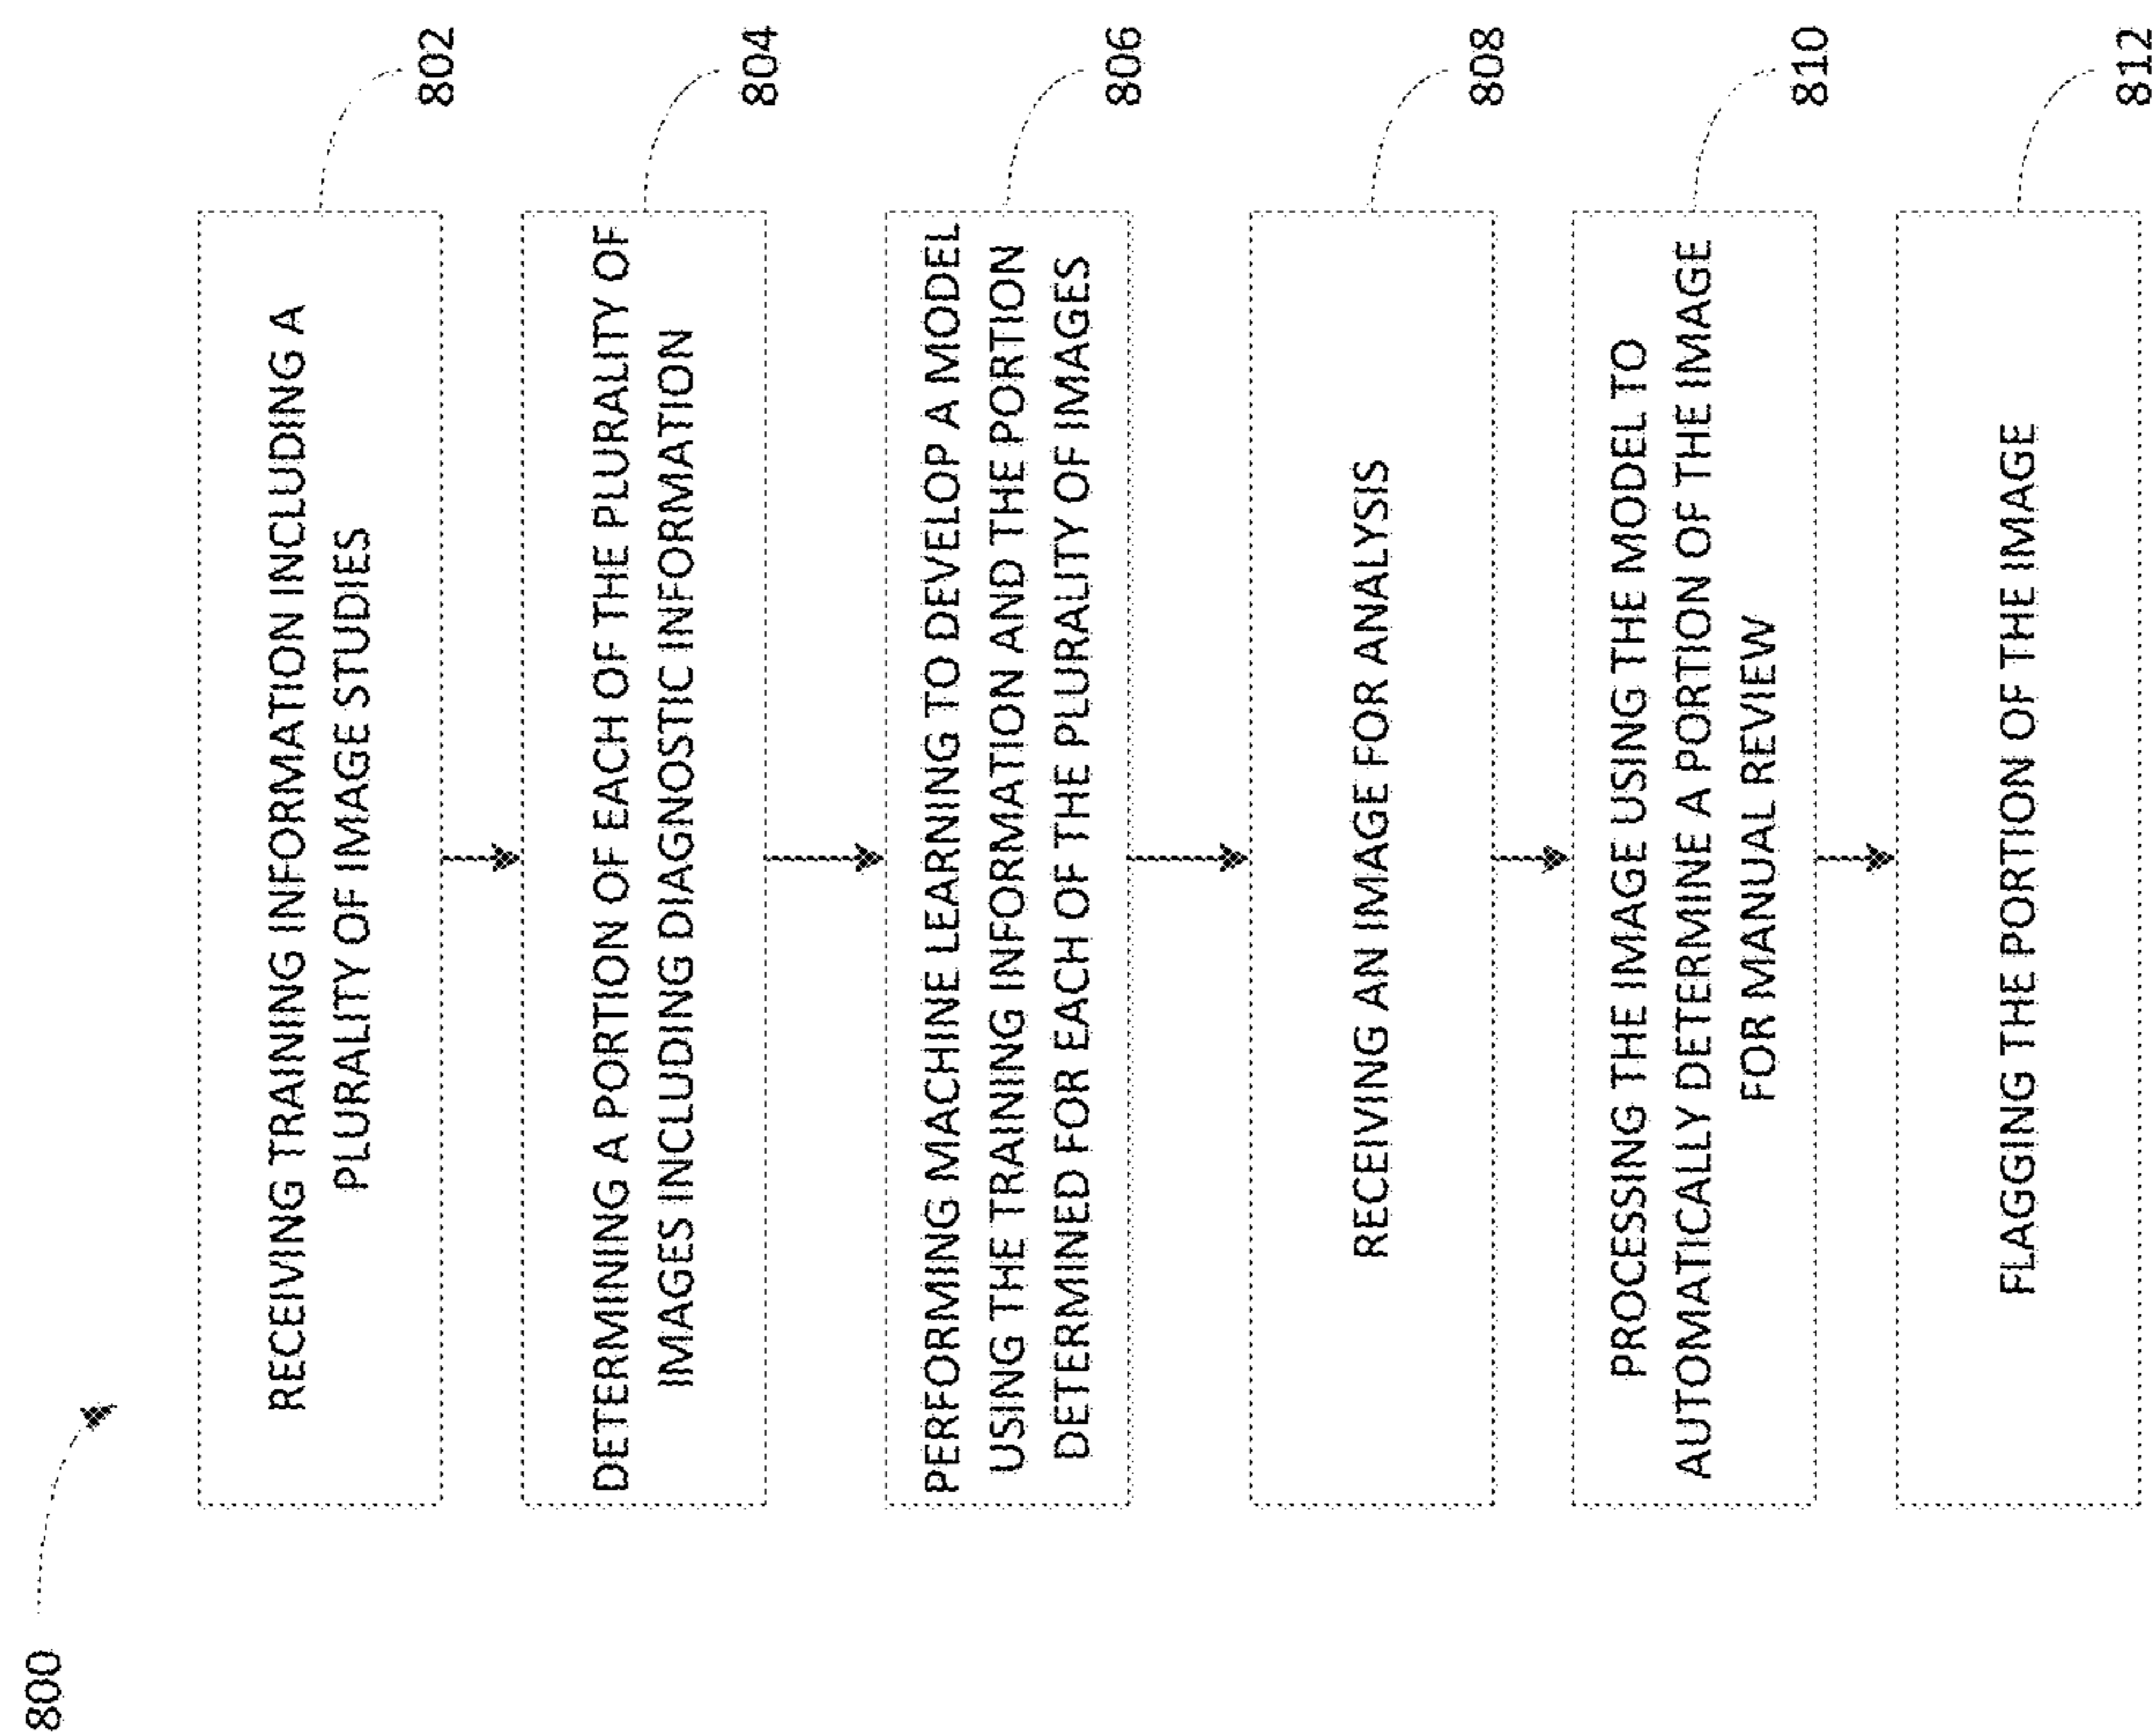 800
RECEIVING TRAINING INFORMATION INCLUDING A
PLURALITY OF IMAGE STUDIES
802
DETERMINING A PORTION OF EACH OF THE PLURALITY OF
IMAGES INCLUDING DIAGNOSTIC INFORMATION
804
PERFORMING MACHINE LEARNING TO DEVELOP A MODEL
USING THE TRAINING INFORMATION AND THE PORTION
DETERMINED FOR EACH OF THE PLURALITY OF IMAGES
806
RECEIVING AN IMAGE FOR ANALYSIS
808
PROCESSING THE IMAGE USING THE MODEL TO
AUTOMATICALLY DETERMINE A PORTION OF THE IMAGE
FOR MANUAL REVIEW
810
FLAGGING THE PORTION OF THE IMAGE
812